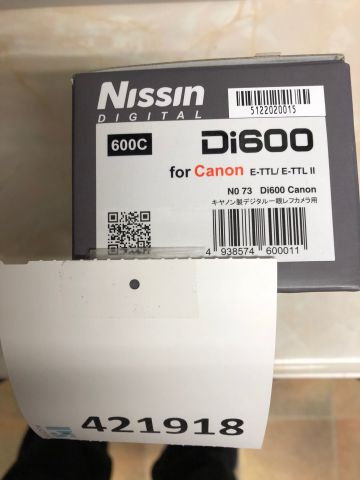 Nissin
DIGITAL
5122020015
600C
Di600
for Canon E-TTL/ E-TTL II
NO 73 Di600 Canon
キヤノン製デジタル一眼レフカメラ用
4 938574 600011
421918